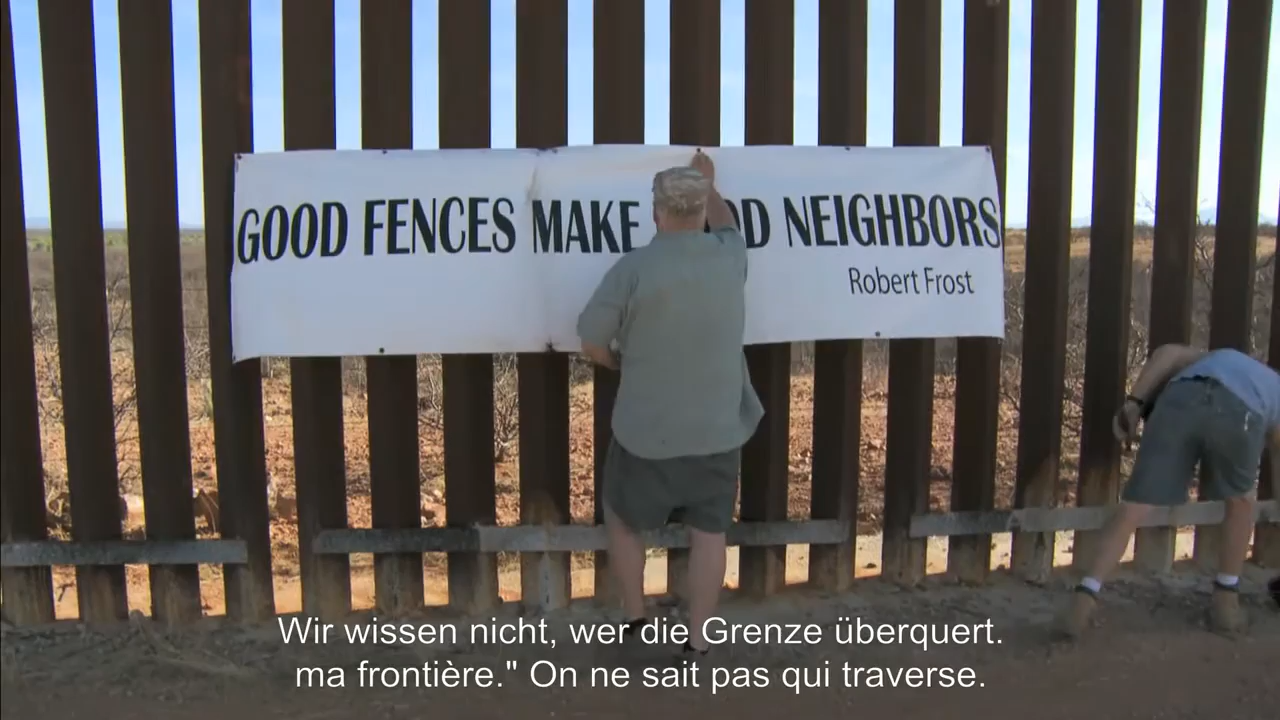 GOOD FENCES MAKE OD NEIGHBORS
Robert Frost
Wir wissen nicht, wer die Grenze überquert.
ma frontière." On ne sait pas qui traverse.